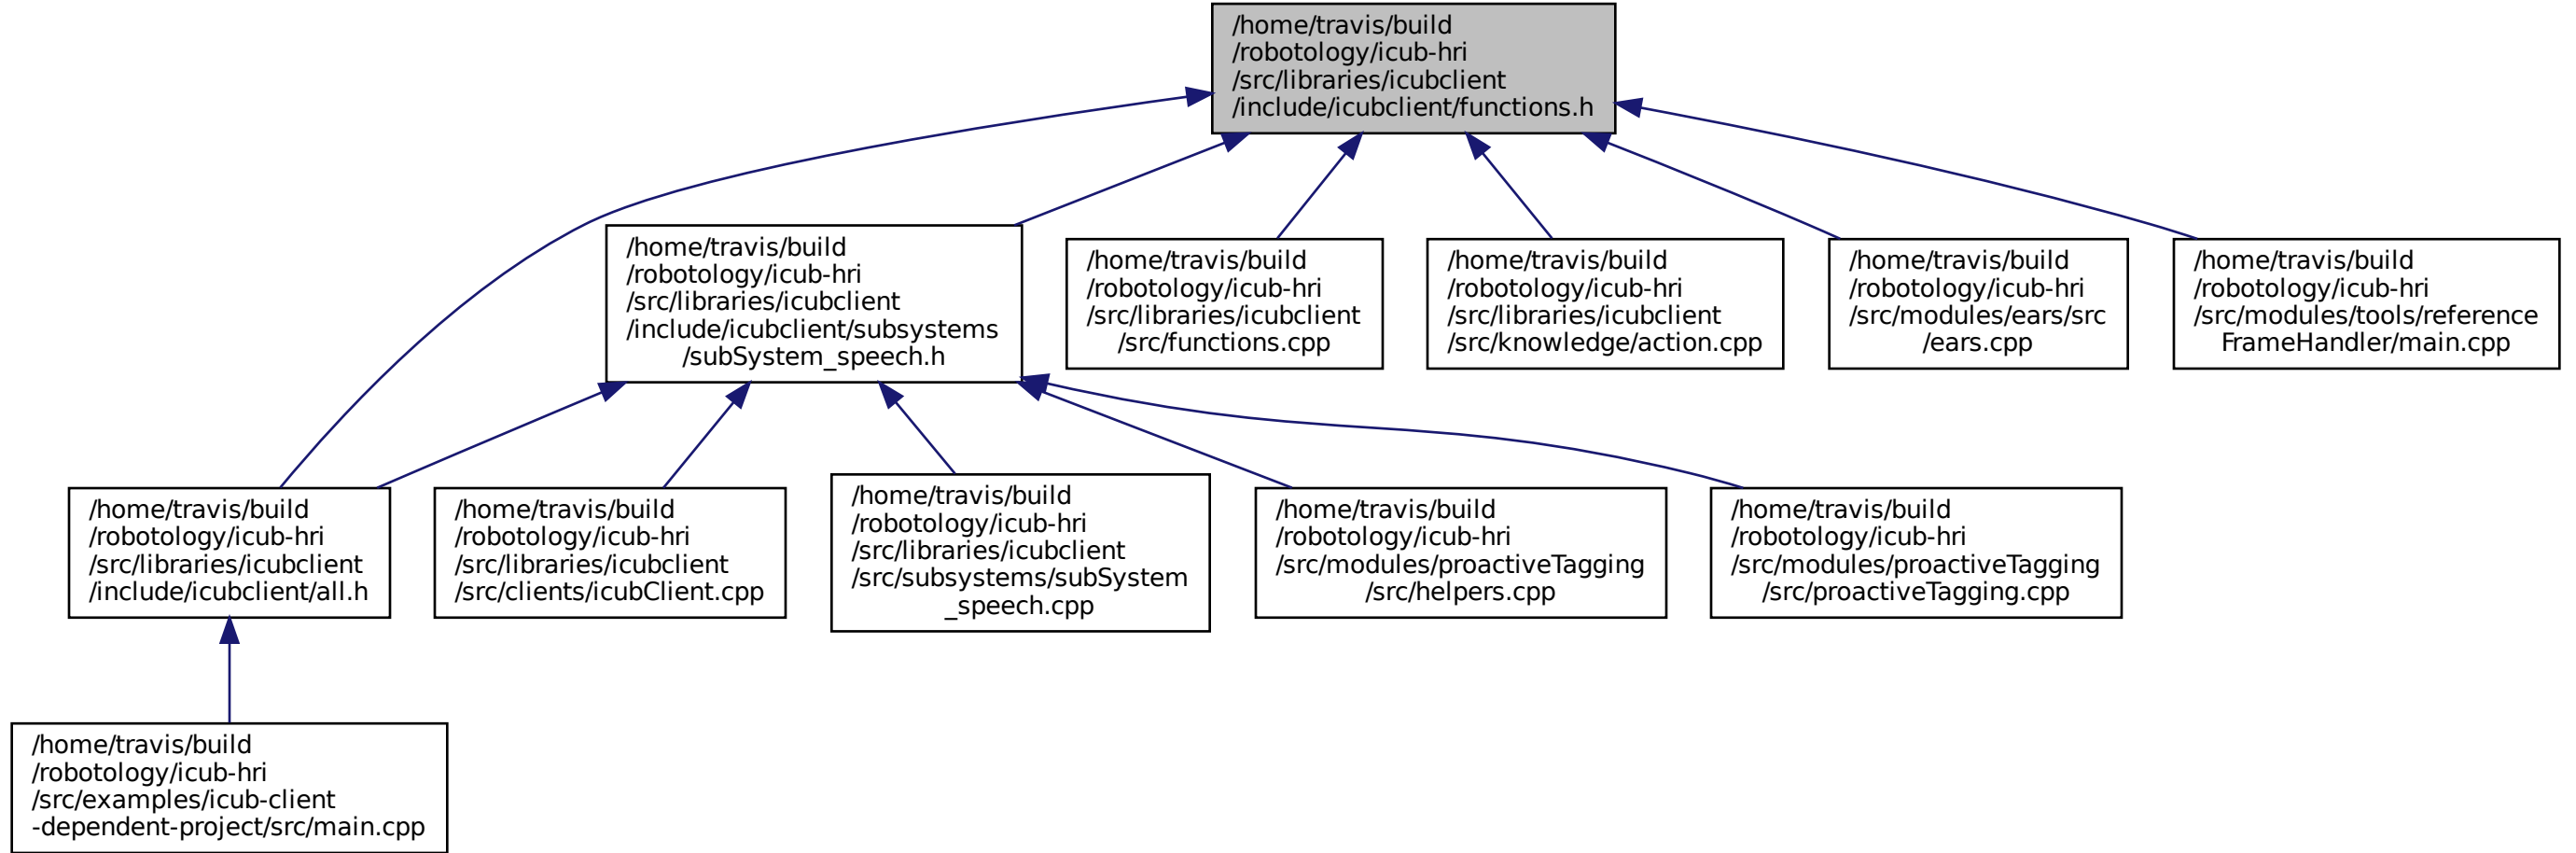 /home/travis/build
/robotology/icub-hri
/src/libraries/icubclient
/include/icubclient/functions.h
/home/travis/build
/robotology/icub-hri
/src/libraries/icubclient
/include/icubclient/subsystems
/subSystem_speech.h
/home/travis/build
/robotology/icub-hri
/src/libraries/icubclient
/src/functions.cpp
/home/travis/build
/robotology/icub-hri
/src/libraries/icubclient
/src/knowledge/action.cpp
/home/travis/build
/robotology/icub-hri
/src/modules/ears/src
/ears.cpp
/home/travis/build
/robotology/icub-hri
/src/modules/tools/reference
FrameHandler/main.cpp
/home/travis/build
/robotology/icub-hri
/src/libraries/icubclient
/include/icubclient/all.h
/home/travis/build
/robotology/icub-hri
/src/libraries/icubclient
/src/clients/icubClient.cpp
/home/travis/build
/robotology/icub-hri
/src/libraries/icubclient
/src/subsystems/subSystem
_speech.cpp
/home/travis/build
/robotology/icub-hri
/src/modules/proactiveTagging
/src/helpers.cpp
/home/travis/build
/robotology/icub-hri
/src/modules/proactiveTagging
/src/proactiveTagging.cpp
/home/travis/build
/robotology/icub-hri
/src/examples/icub-client
-dependent-project/src/main.cpp